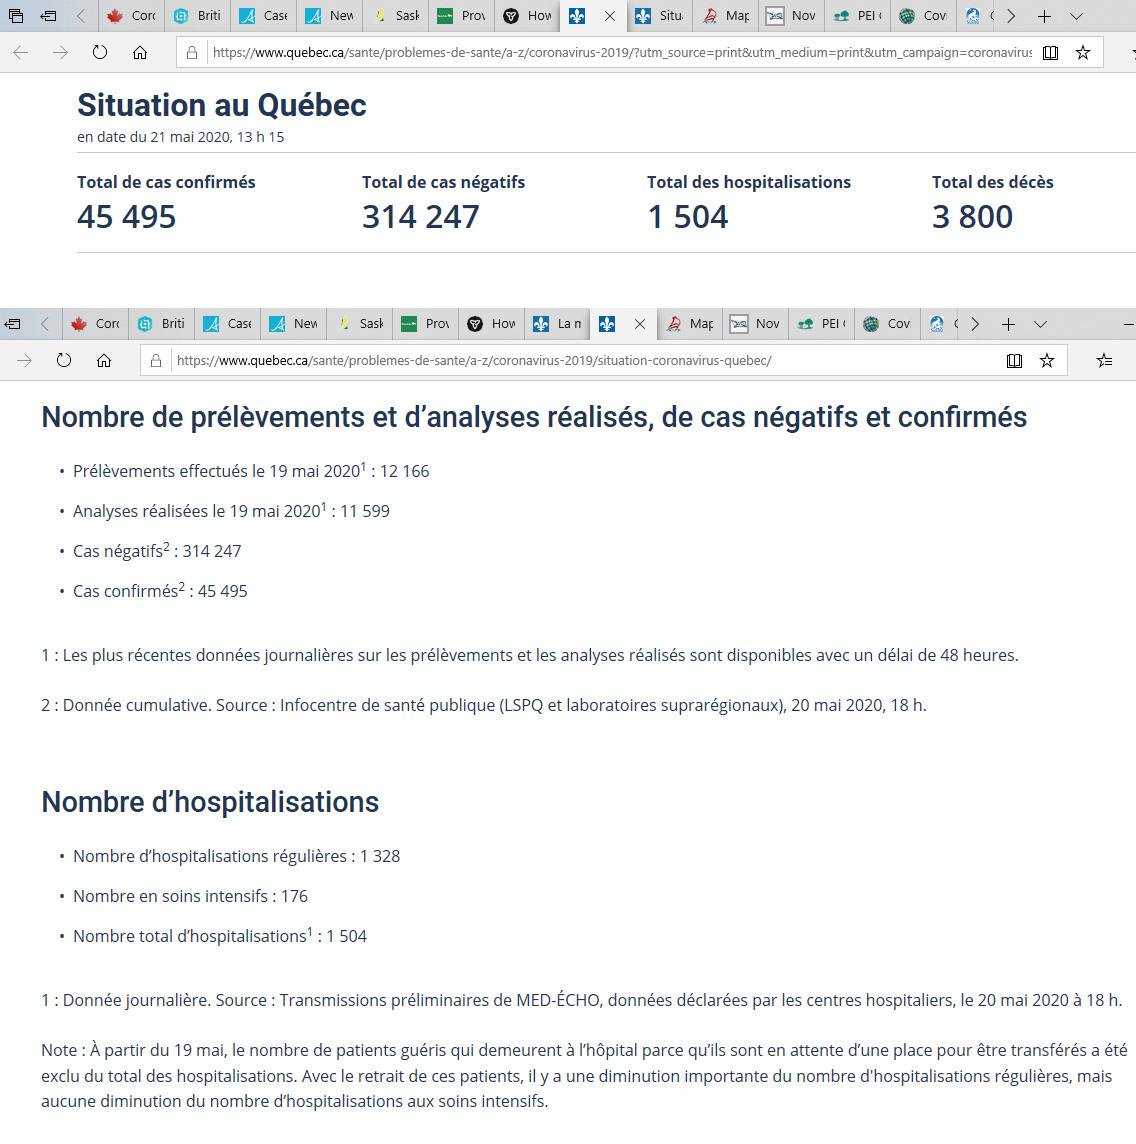 Corc
Briti
Case
New
Sask
Prov
How
Situ
Map
Nov
PEI (
Cov
https://www.quebec.ca/sante/problemes-de-sante/a-z/coronavirus-2019/?utm_source=print&utm_medium=print&utm_campaign=coronavirus
Situation au Québec
en date du 21 mai 2020, 13 h 15
Total de cas confirmés
45 495
Total de cas négatifs
314 247
Total des hospitalisations
1 504
Total des décès
3 800
Corc
Briti
Case
New
Sask
Prov
How
La m
Map
Nov
PEI (
Cov
https://www.quebec.ca/sante/problemes-de-sante/a-z/coronavirus-2019/situation-coronavirus-quebec/
Nombre de prélèvements et d’analyses réalisés, de cas négatifs et confirmés
• Prélèvements effectués le 19 mai 2020¹ : 12 166
• Analyses réalisées le 19 mai 2020¹ : 11 599
• Cas négatifs² : 314 247
• Cas confirmés² : 45 495
1 : Les plus récentes données journalières sur les prélèvements et les analyses réalisés sont disponibles avec un délai de 48 heures.
2 : Donnée cumulative. Source : Infocentre de santé publique (LSPQ et laboratoires suprarégionaux), 20 mai 2020, 18 h.
Nombre d’hospitalisations
• Nombre d’hospitalisations régulières : 1 328
• Nombre en soins intensifs : 176
• Nombre total d’hospitalisations¹ : 1 504
1 : Donnée journalière. Source : Transmissions préliminaires de MED-ÉCHO, données déclarées par les centres hospitaliers, le 20 mai 2020 à 18 h.
Note : À partir du 19 mai, le nombre de patients guéris qui demeurent à l’hôpital parce qu’ils sont en attente d’une place pour être transférés a été
exclu du total des hospitalisations. Avec le retrait de ces patients, il y a une diminution importante du nombre d'hospitalisations régulières, mais
aucune diminution du nombre d’hospitalisations aux soins intensifs.